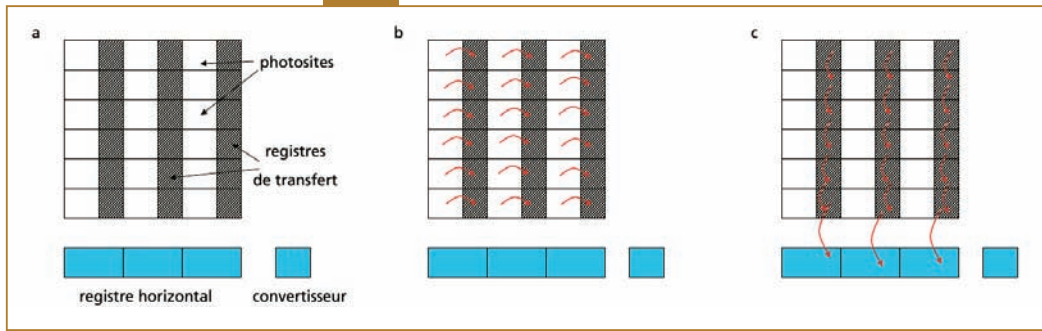 a
b
c
photosites
registres
de transfert
registre horizontal
convertisseur